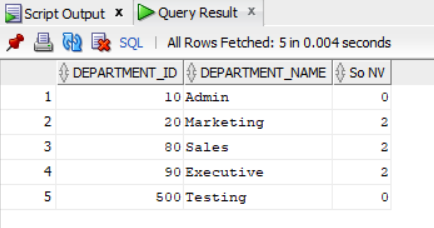 Script Output x Query Result x
SQL | All Rows Fetched: 5 in 0.004 seconds
DEPARTMENT_ID DEPARTMENT_NAME So NV
1 10 Admin 0
2 20 Marketing 2
3 80 Sales 2
4 90 Executive 2
5 500 Testing 0